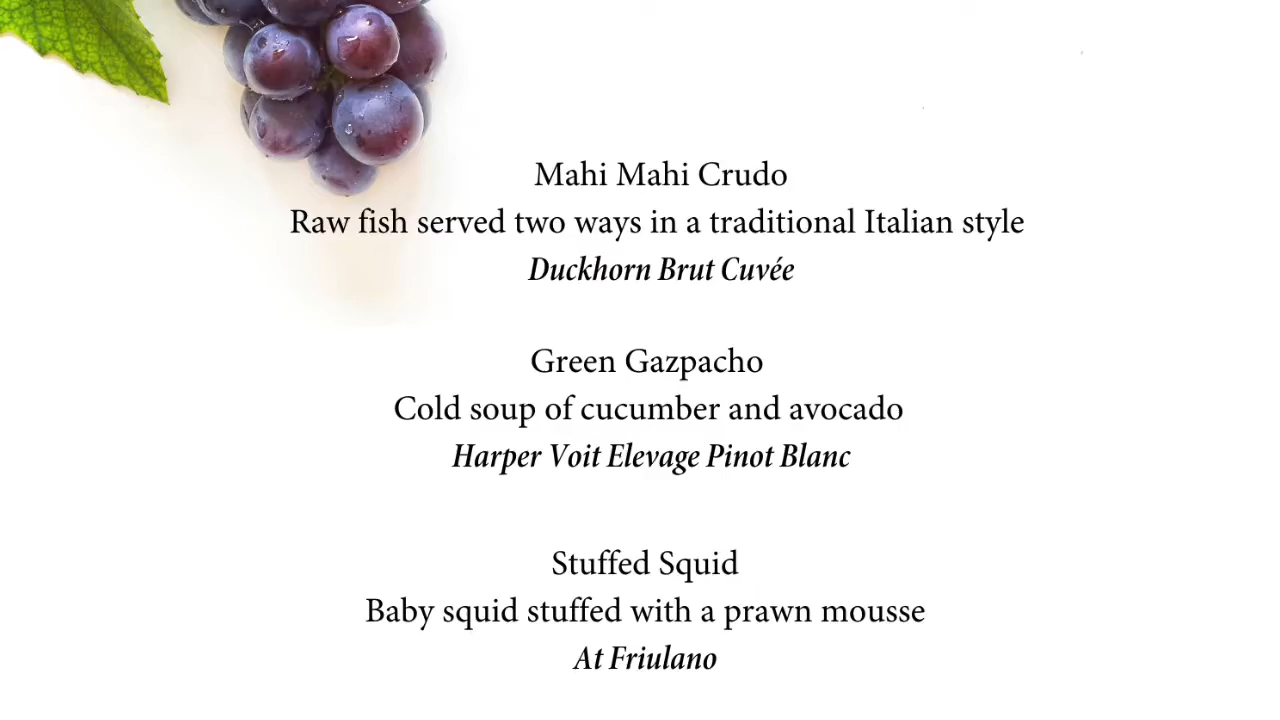 Mahi Mahi Crudo
Raw fish served two ways in a traditional Italian style
Duckhorn Brut Cuvée
Green Gazpacho
Cold soup of cucumber and avocado
Harper Voit Elevage Pinot Blanc
Stuffed Squid
Baby squid stuffed with a prawn mousse
At Friulano